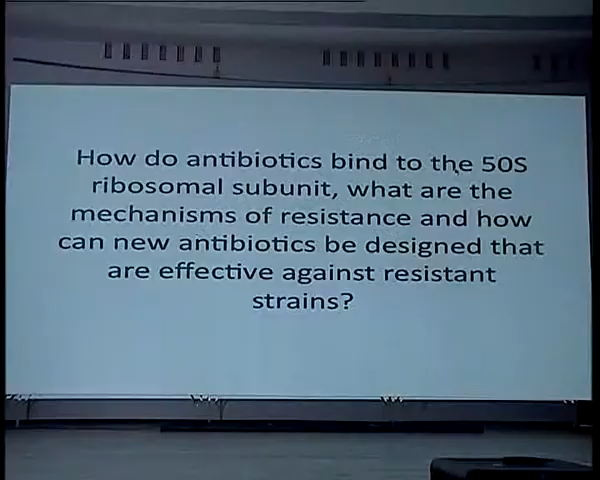 How do antibiotics bind to the 50S
ribosomal subunit, what are the
mechanisms of resistance and how
can new antibiotics be designed that
are effective against resistant
strains?